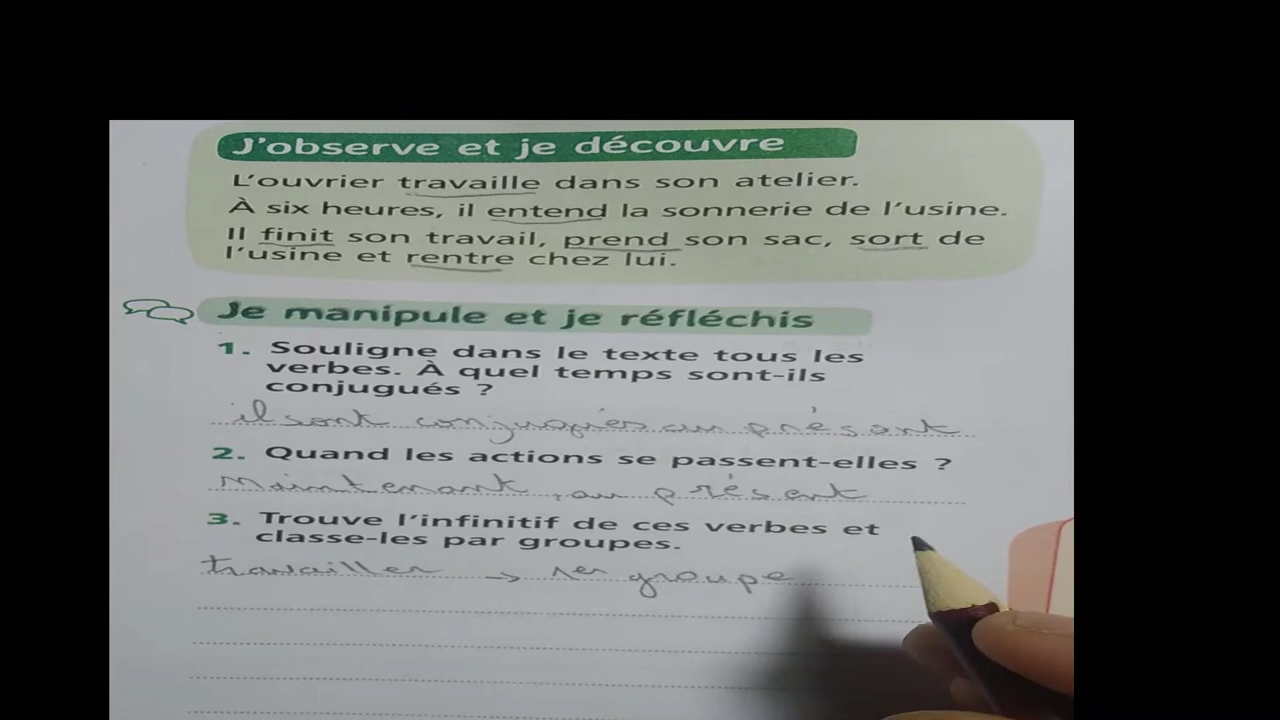 J'observe et je découvre
L'ouvrier travaille dans son atelier.
À six heures, il entend la sonnerie de l'usine.
Il finit son travail, prend son sac, sort de
l'usine et rentre chez lui.
Je manipule et je réfléchis
1. Souligne dans le texte tous les
verbes. À quel temps sont-ils
conjugués ?
il sont conjugués au présent
2. Quand les actions se passent-elles ?
Maintenant, au présent
3. Trouve l'infinitif de ces verbes et
classe-les par groupes.
travailler → 1er groupe